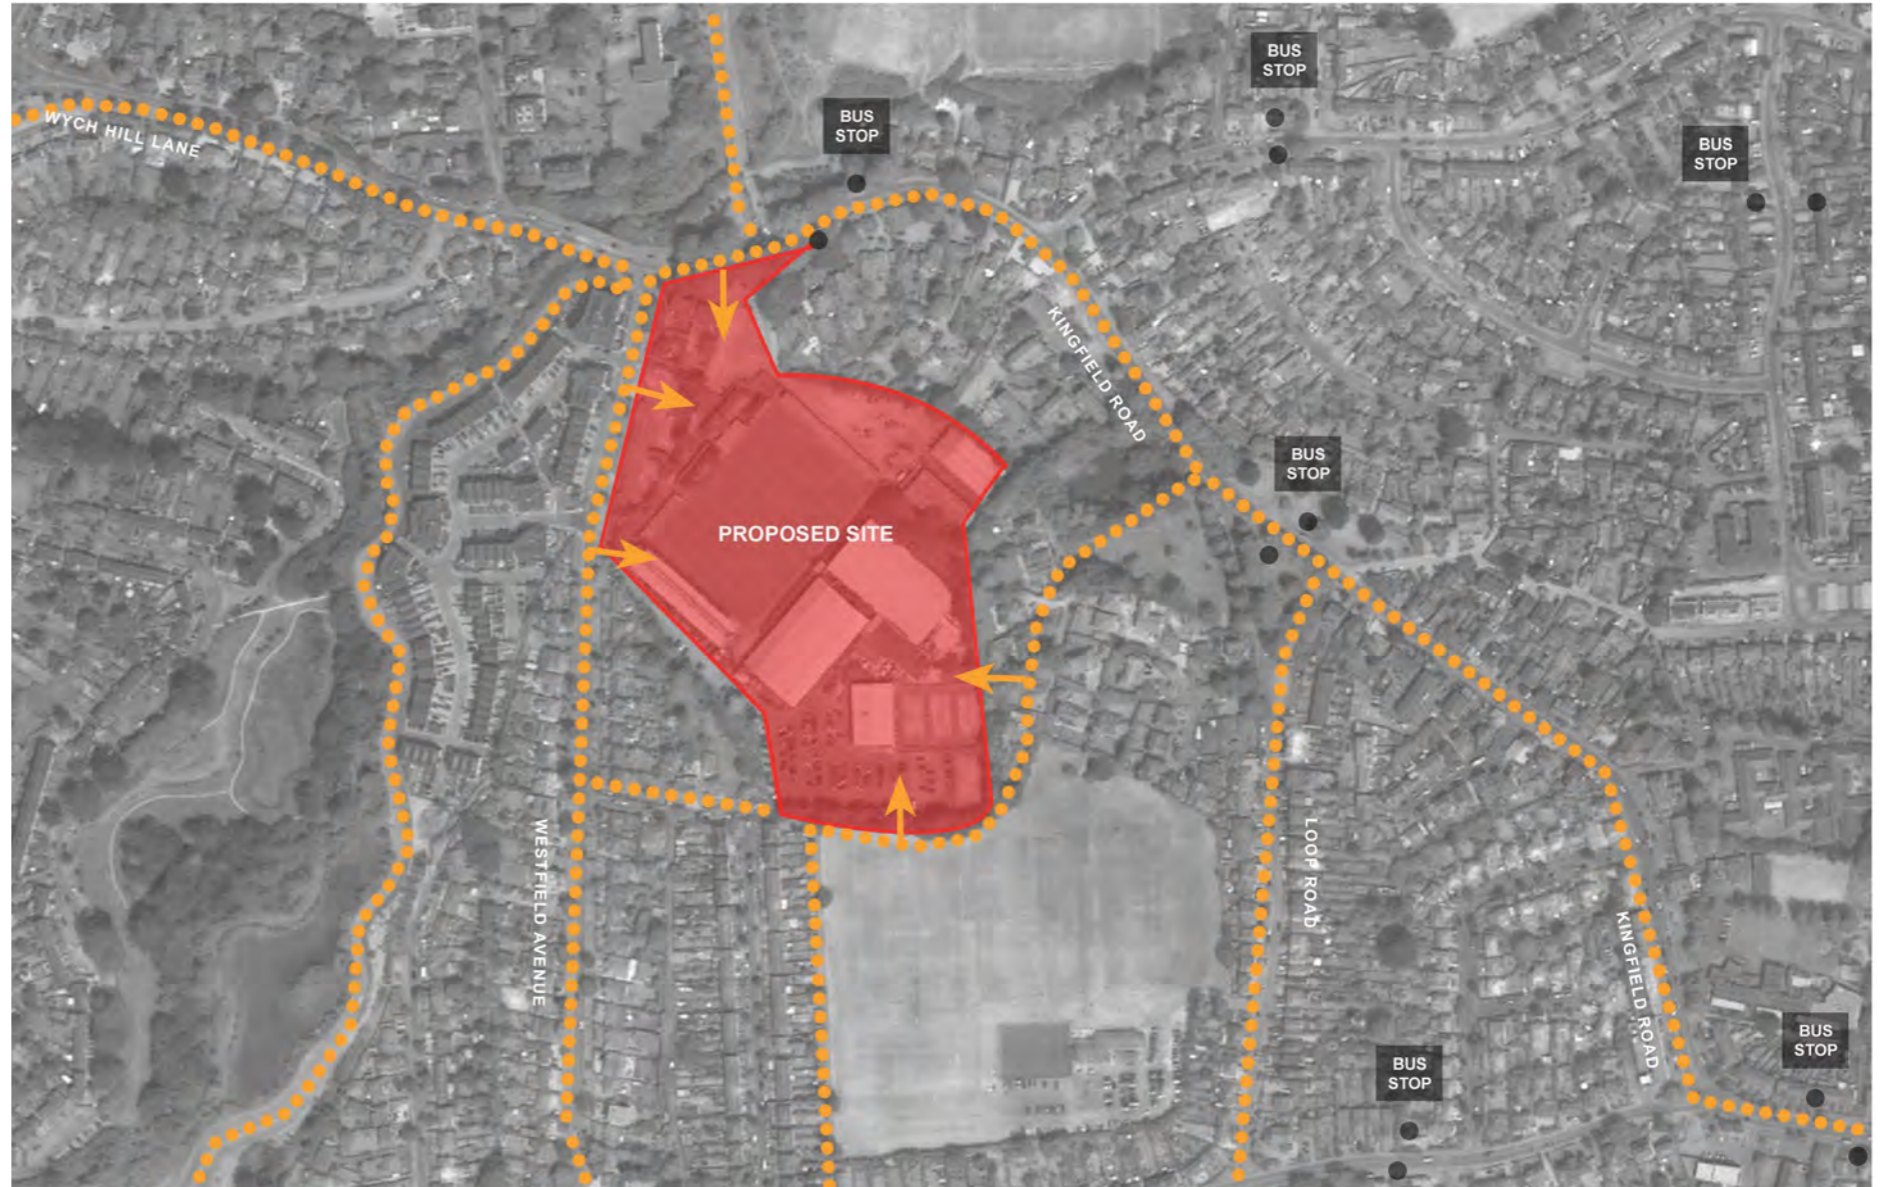 BUS
STOP
BUS
STOP
WYCH HILL LANE
BUS
STOP
KINGFIELD ROAD
BUS
STOP
PROPOSED SITE
WESTFIELD AVENUE
LOOP ROAD
KINGFIELD ROAD
BUS
STOP
BUS
STOP